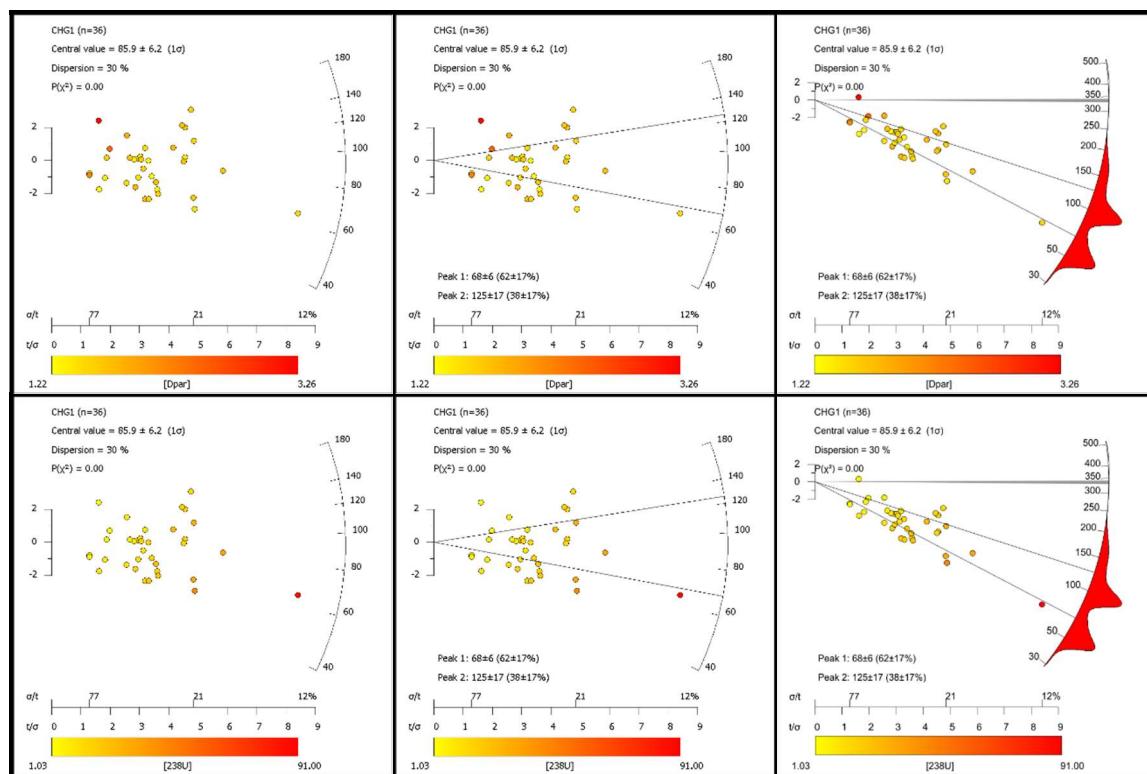 CHG1 (n=36)
Central value = 85.9 ± 6.2 (1σ)
Dispersion = 30 %
P(χ²) = 0.00
180
140
120
100
80
60
40
2
0
-2
σ/t 77 21 12%
t/σ 0 1 2 3 4 5 6 7 8 9
1.22 [Dpar] 3.26
CHG1 (n=36)
Central value = 85.9 ± 6.2 (1σ)
Dispersion = 30 %
P(χ²) = 0.00
180
140
120
100
80
60
40
2
0
-2
Peak 1: 68±6 (62±17%)
Peak 2: 125±17 (38±17%)
σ/t 77 21 12%
t/σ 0 1 2 3 4 5 6 7 8 9
1.22 [Dpar] 3.26
CHG1 (n=36)
Central value = 85.9 ± 6.2 (1σ)
Dispersion = 30 %
P(χ²) = 0.00
500
400
350
300
250
200
150
100
50
30
2
0
-2
Peak 1: 68±6 (62±17%)
Peak 2: 125±17 (38±17%)
σ/t 77 21 12%
t/σ 0 1 2 3 4 5 6 7 8 9
1.22 [Dpar] 3.26
CHG1 (n=36)
Central value = 85.9 ± 6.2 (1σ)
Dispersion = 30 %
P(χ²) = 0.00
180
140
120
100
80
60
40
2
0
-2
σ/t 77 21 12%
t/σ 0 1 2 3 4 5 6 7 8 9
1.03 [238U] 91.00
CHG1 (n=36)
Central value = 85.9 ± 6.2 (1σ)
Dispersion = 30 %
P(χ²) = 0.00
180
140
120
100
80
60
40
2
0
-2
Peak 1: 68±6 (62±17%)
Peak 2: 125±17 (38±17%)
σ/t 77 21 12%
t/σ 0 1 2 3 4 5 6 7 8 9
1.03 [238U] 91.00
CHG1 (n=36)
Central value = 85.9 ± 6.2 (1σ)
Dispersion = 30 %
P(χ²) = 0.00
500
400
350
300
250
200
150
100
50
30
2
0
-2
Peak 1: 68±6 (62±17%)
Peak 2: 125±17 (38±17%)
σ/t 77 21 12%
t/σ 0 1 2 3 4 5 6 7 8 9
1.03 [238U] 91.00